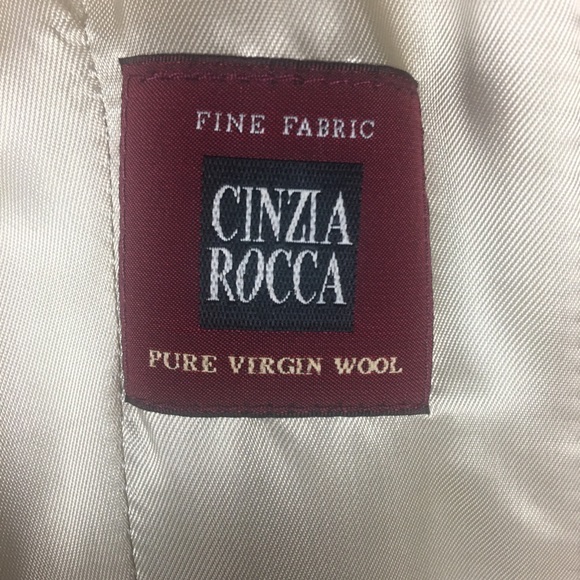 FINE FABRIC
CINZIA
ROCCA
PURE VIRGIN WOOL